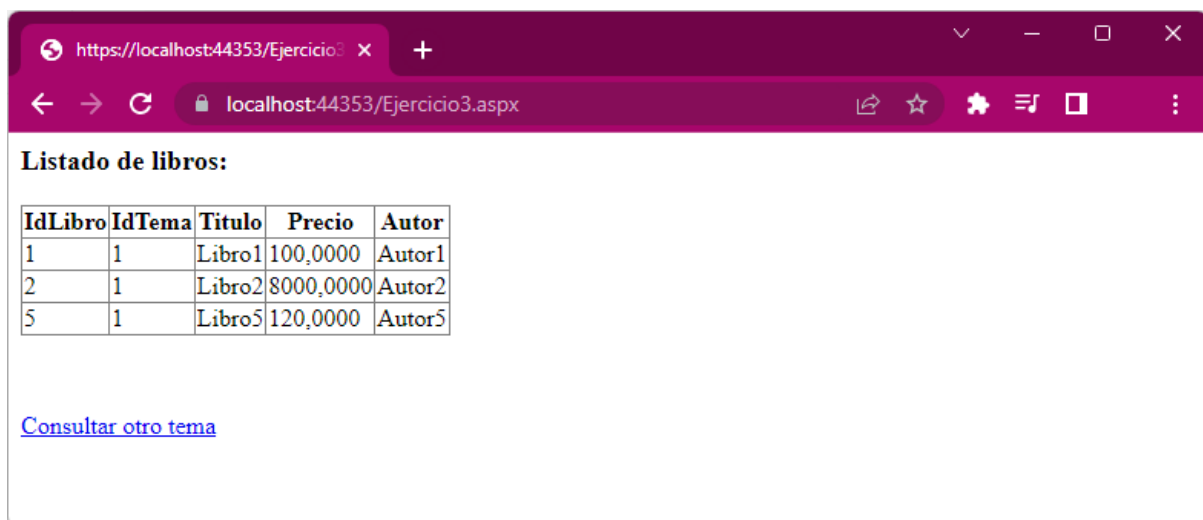 https://localhost:44353/Ejercicio3
localhost:44353/Ejercicio3.aspx
Listado de libros:
IdLibro IdTema Titulo Precio Autor
1 1 Libro1 100,0000 Autor1
2 1 Libro2 8000,0000 Autor2
5 1 Libro5 120,0000 Autor5
Consultar otro tema